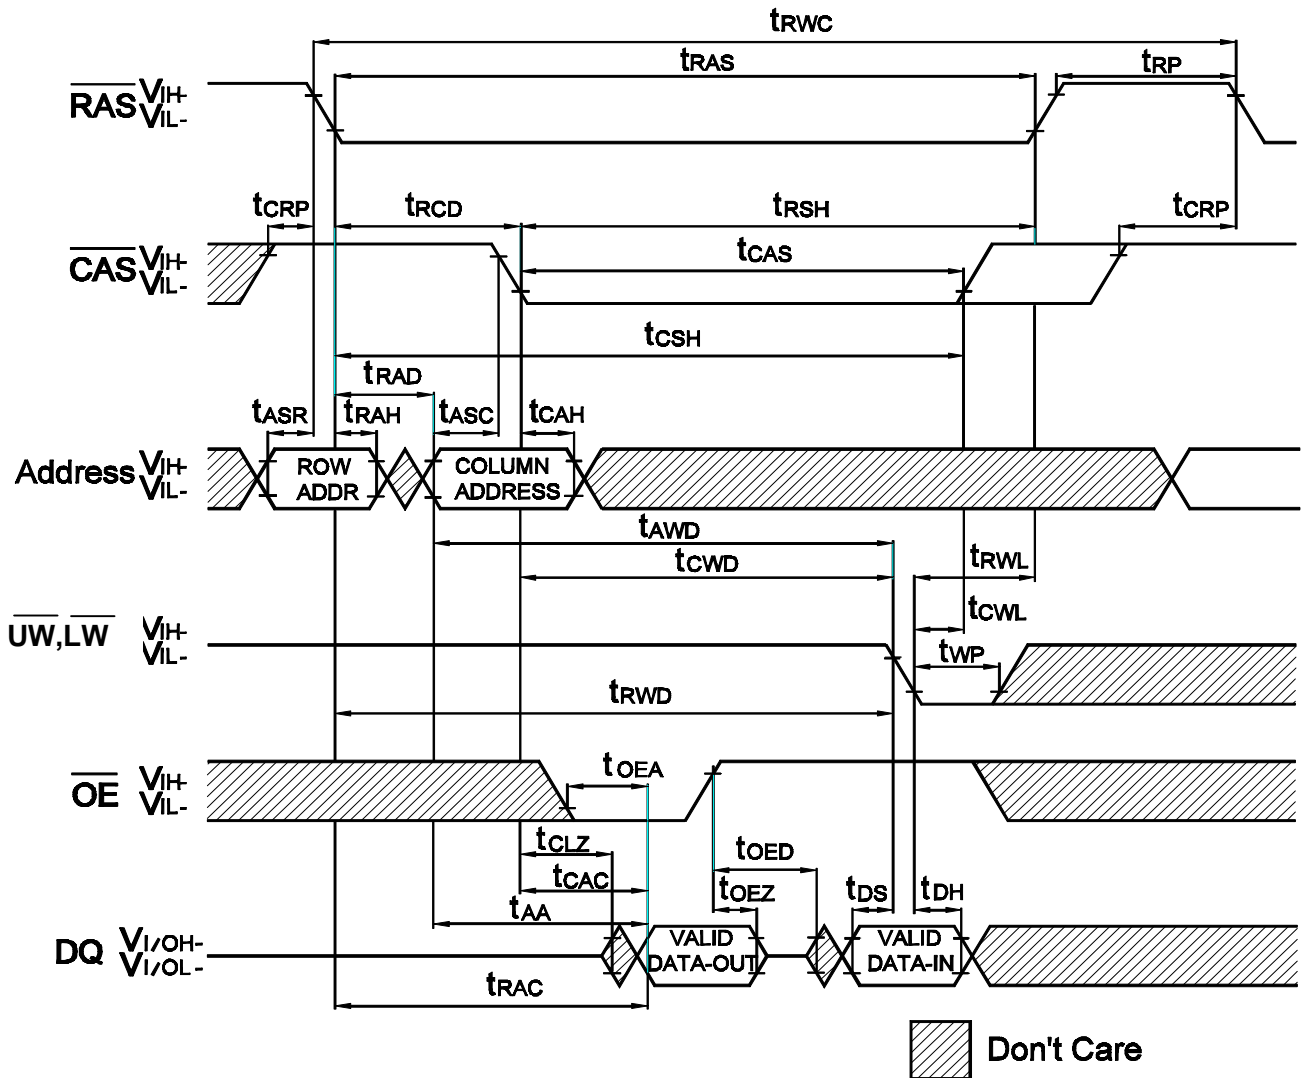 tRWC
tRAS
tRP
RAS VIH-
VIL-
tCRP
tRCD
tRSH
tCRP
CAS VIH-
VIL-
tCAS
tCSH
tRAD
tASR
tRAH
tASC
tCAH
Address VIH-
VIL-
ROW
ADDR
COLUMN
ADDRESS
tAWD
tCWD
tRWL
tCWL
UW,LW VIH-
VIL-
tWP
tRWD
OE VIH-
VIL-
tOEA
tCLZ
tOED
tCAC
tOEZ
tDS
tDH
tAA
DQ VI/OH-
VI/OL-
VALID
DATA-OUT
VALID
DATA-IN
tRAC
Don't Care